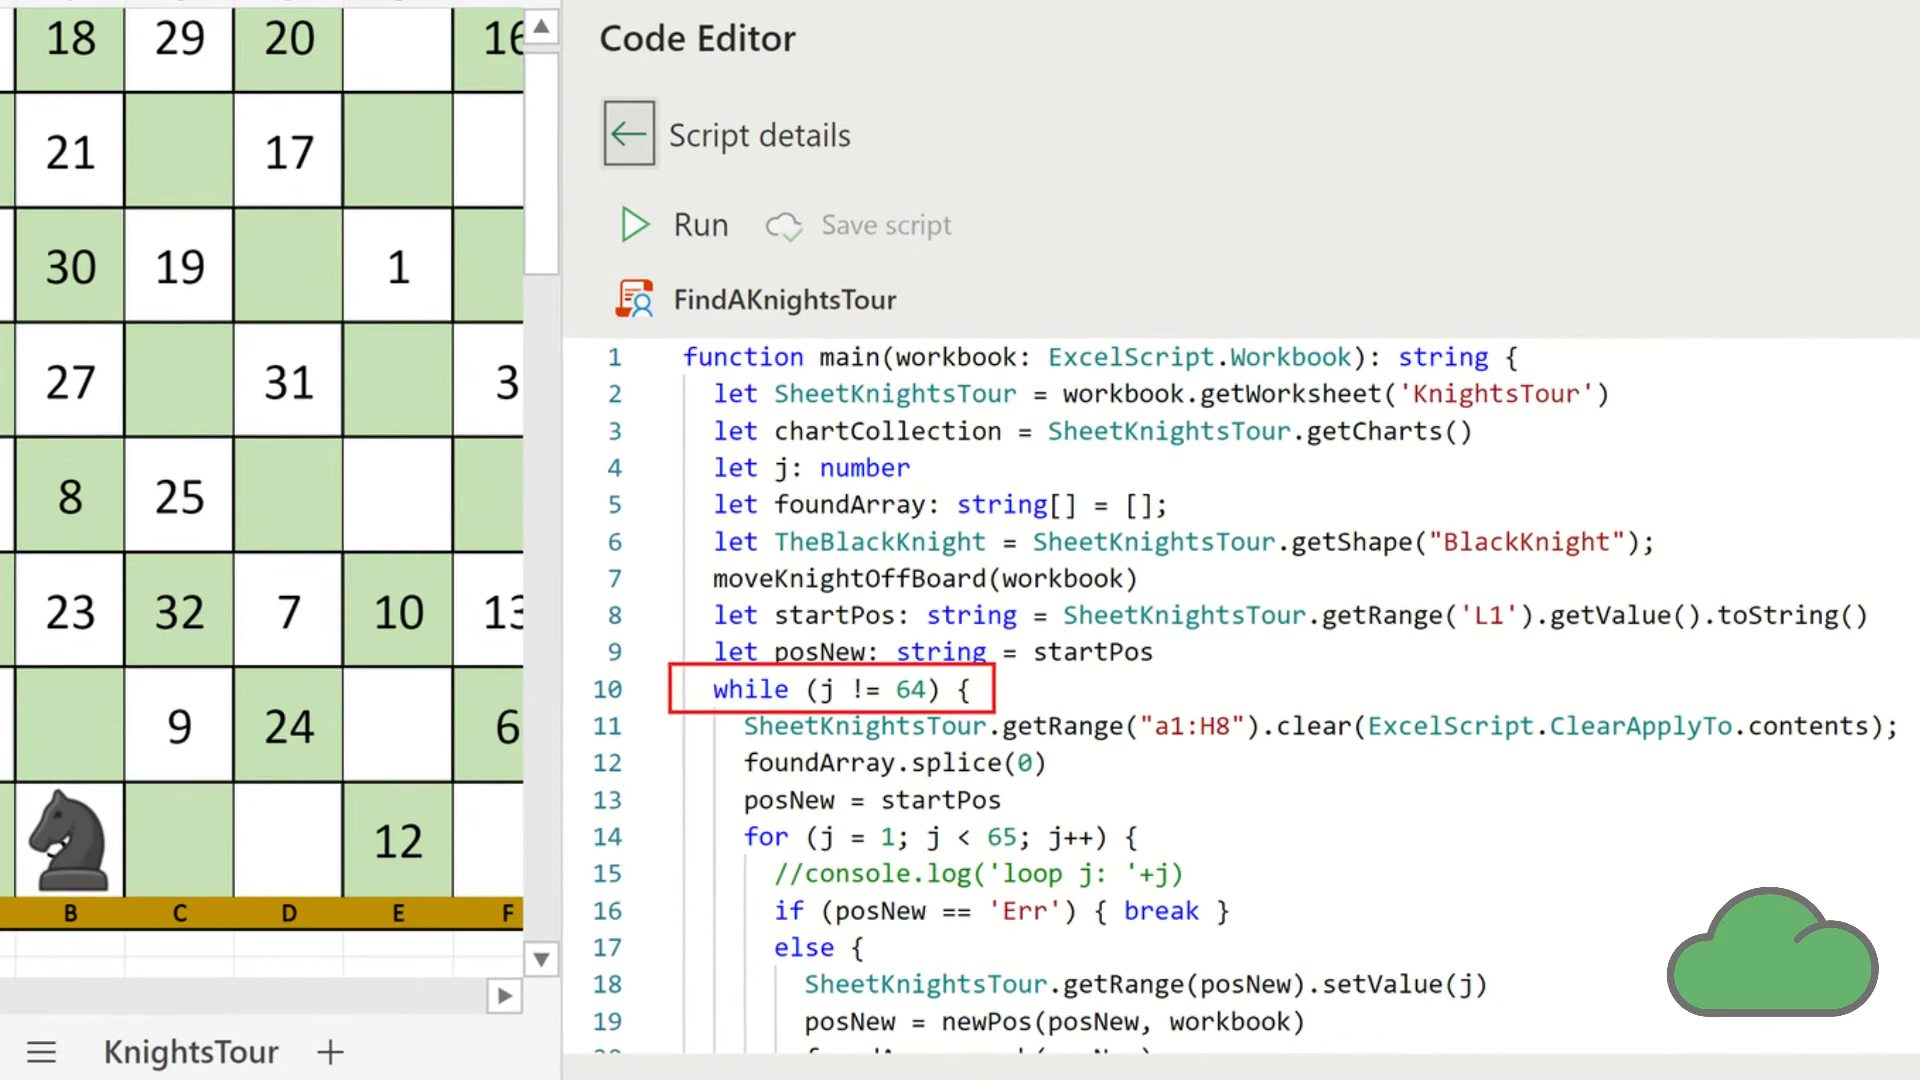 18 29 20 16
21 17
30 19 1
27 31 3
8 25
23 32 7 10 13
9 24 6
12
B C D E F
KnightsTour +
Code Editor
Script details
Run Save script
FindAKnightsTour
1 function main(workbook: ExcelScript.Workbook): string {
2 let SheetKnightsTour = workbook.getWorksheet('KnightsTour')
3 let chartCollection = SheetKnightsTour.getCharts()
4 let j: number
5 let foundArray: string[] = [];
6 let TheBlackKnight = SheetKnightsTour.getShape("BlackKnight");
7 moveKnightOffBoard(workbook)
8 let startPos: string = SheetKnightsTour.getRange('L1').getValue().toString()
9 let posNew: string = startPos
10 while (j != 64) {
11 SheetKnightsTour.getRange("a1:H8").clear(ExcelScript.ClearApplyTo.contents);
12 foundArray.splice(0)
13 posNew = startPos
14 for (j = 1; j < 65; j++) {
15 //console.log('loop j: '+j)
16 if (posNew == 'Err') { break }
17 else {
18 SheetKnightsTour.getRange(posNew).setValue(j)
19 posNew = newPos(posNew, workbook)